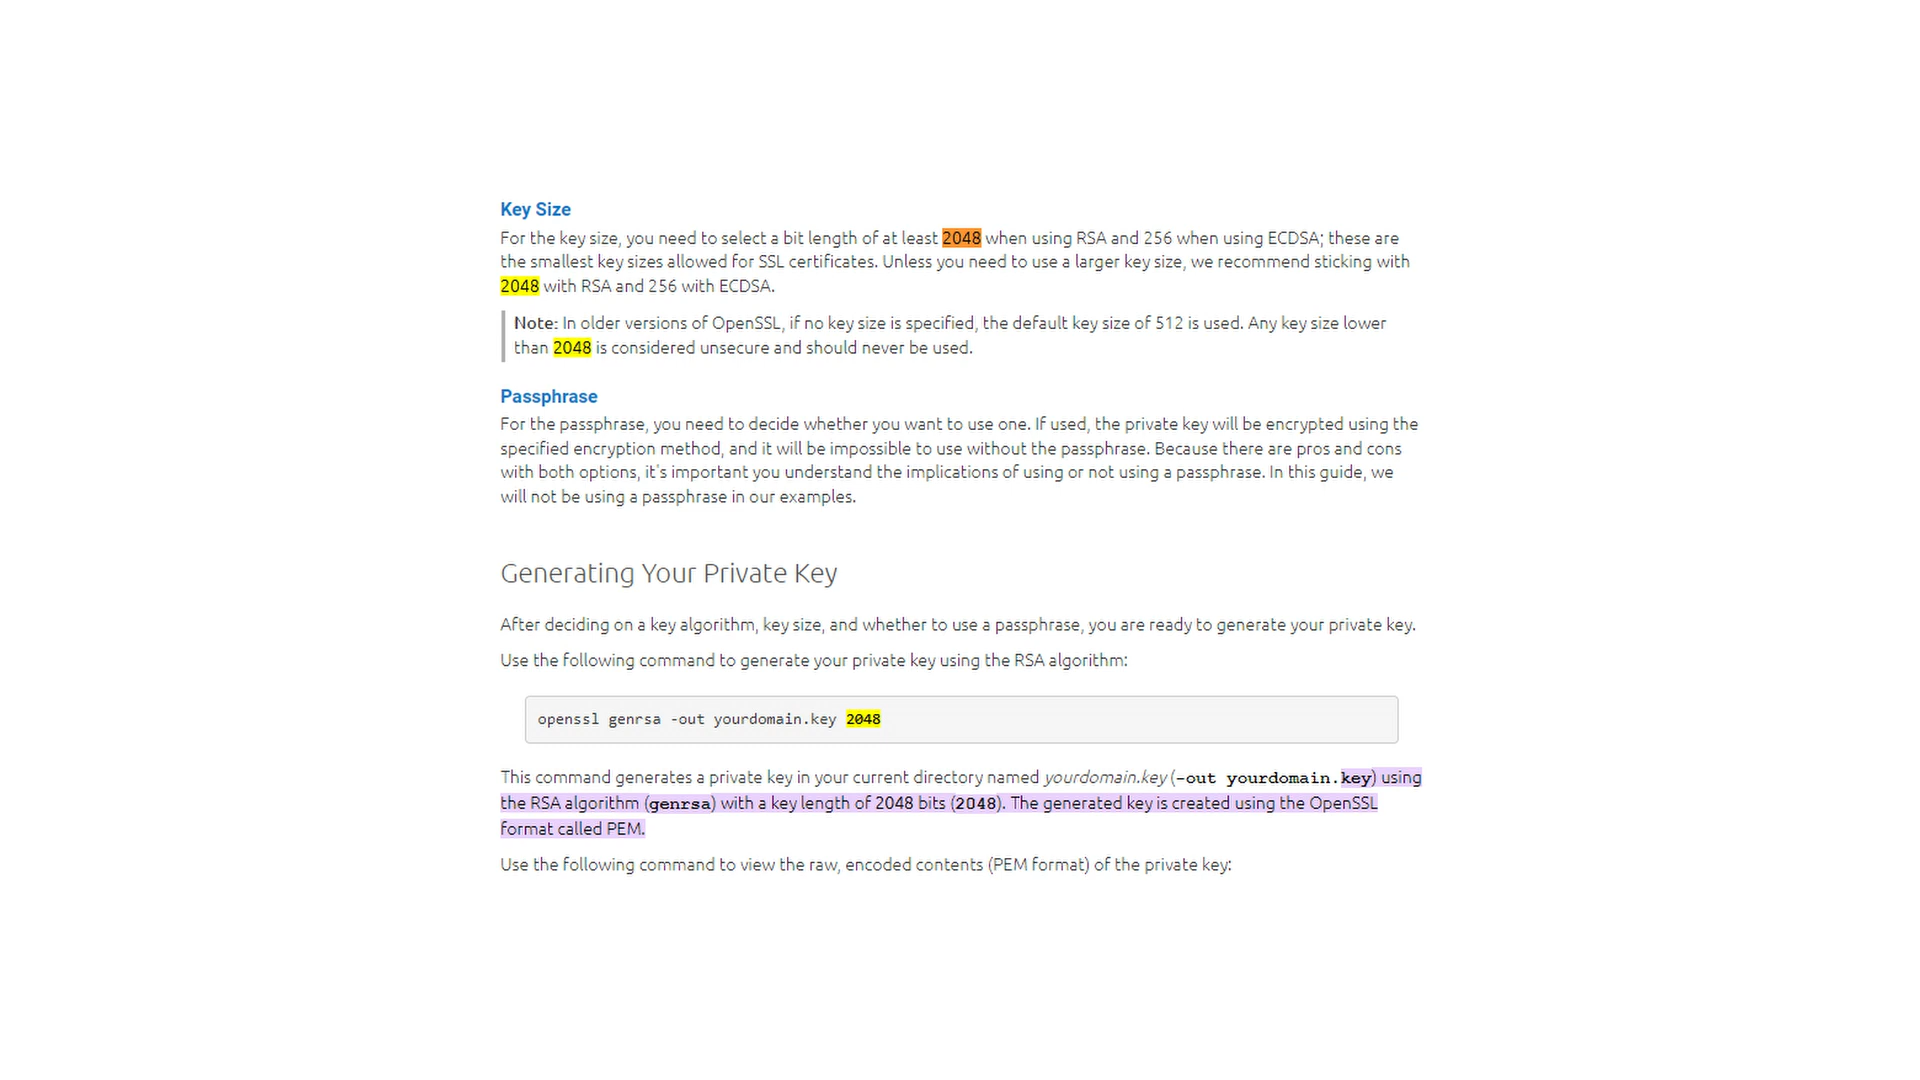 Key Size
For the key size, you need to select a bit length of at least 2048 when using RSA and 256 when using ECDSA; these are
the smallest key sizes allowed for SSL certificates. Unless you need to use a larger key size, we recommend sticking with
2048 with RSA and 256 with ECDSA.
Note: In older versions of OpenSSL, if no key size is specified, the default key size of 512 is used. Any key size lower
than 2048 is considered unsecure and should never be used.
Passphrase
For the passphrase, you need to decide whether you want to use one. If used, the private key will be encrypted using the
specified encryption method, and it will be impossible to use without the passphrase. Because there are pros and cons
with both options, it's important you understand the implications of using or not using a passphrase. In this guide, we
will not be using a passphrase in our examples.
Generating Your Private Key
After deciding on a key algorithm, key size, and whether to use a passphrase, you are ready to generate your private key.
Use the following command to generate your private key using the RSA algorithm:
openssl genrsa -out yourdomain.key 2048
This command generates a private key in your current directory named yourdomain.key (-out yourdomain.key) using
the RSA algorithm (genrsa) with a key length of 2048 bits (2048). The generated key is created using the OpenSSL
format called PEM.
Use the following command to view the raw, encoded contents (PEM format) of the private key: